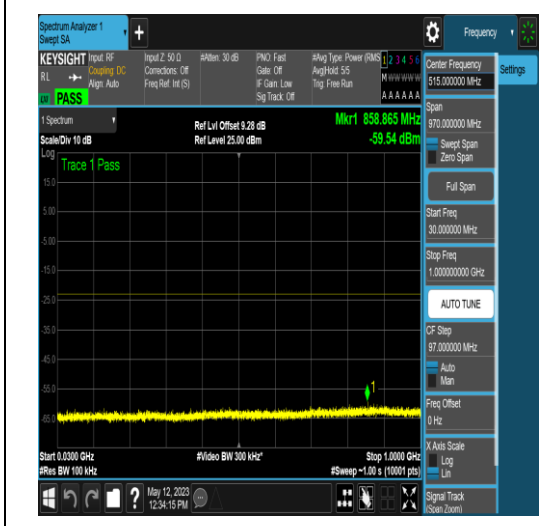 Spectrum Analyzer 1
Swept SA
+
Frequency
KEYSIGHT
Input: RF
Coupling: DC
Align: Auto
Input Z: 50 Ω
Corrections: Off
Freq Ref: Int (S)
#Atten: 30 dB
PNO: Fast
Gate: Off
IF Gain: Low
Sig Track: Off
#Avg Type: Power (RMS
Avg|Hold: 5/5
Trig: Free Run
1 2 3 4 5 6
M W W W W W
A A A A A A
RL
PASS
Center Frequency
515.000000 MHz
Settings
Span
970.000000 MHz
Swept Span
Zero Span
Full Span
Start Freq
30.000000 MHz
Stop Freq
1.000000000 GHz
AUTO TUNE
CF Step
97.000000 MHz
Auto
Man
Freq Offset
0 Hz
X Axis Scale
Log
Lin
Signal Track
(Span Zoom)
1 Spectrum
Scale/Div 10 dB
Ref Lvl Offset 9.28 dB
Ref Level 25.00 dBm
Mkr1 858.865 MHz
-59.54 dBm
Log
Trace 1 Pass
15.0
5.00
-5.00
-15.0
-25.0
-35.0
-45.0
-55.0
-65.0
1
Start 0.0300 GHz
#Res BW 100 kHz
#Video BW 300 kHz*
Stop 1.0000 GHz
#Sweep ~1.00 s (10001 pts)
?
May 12, 2023
12:34:15 PM